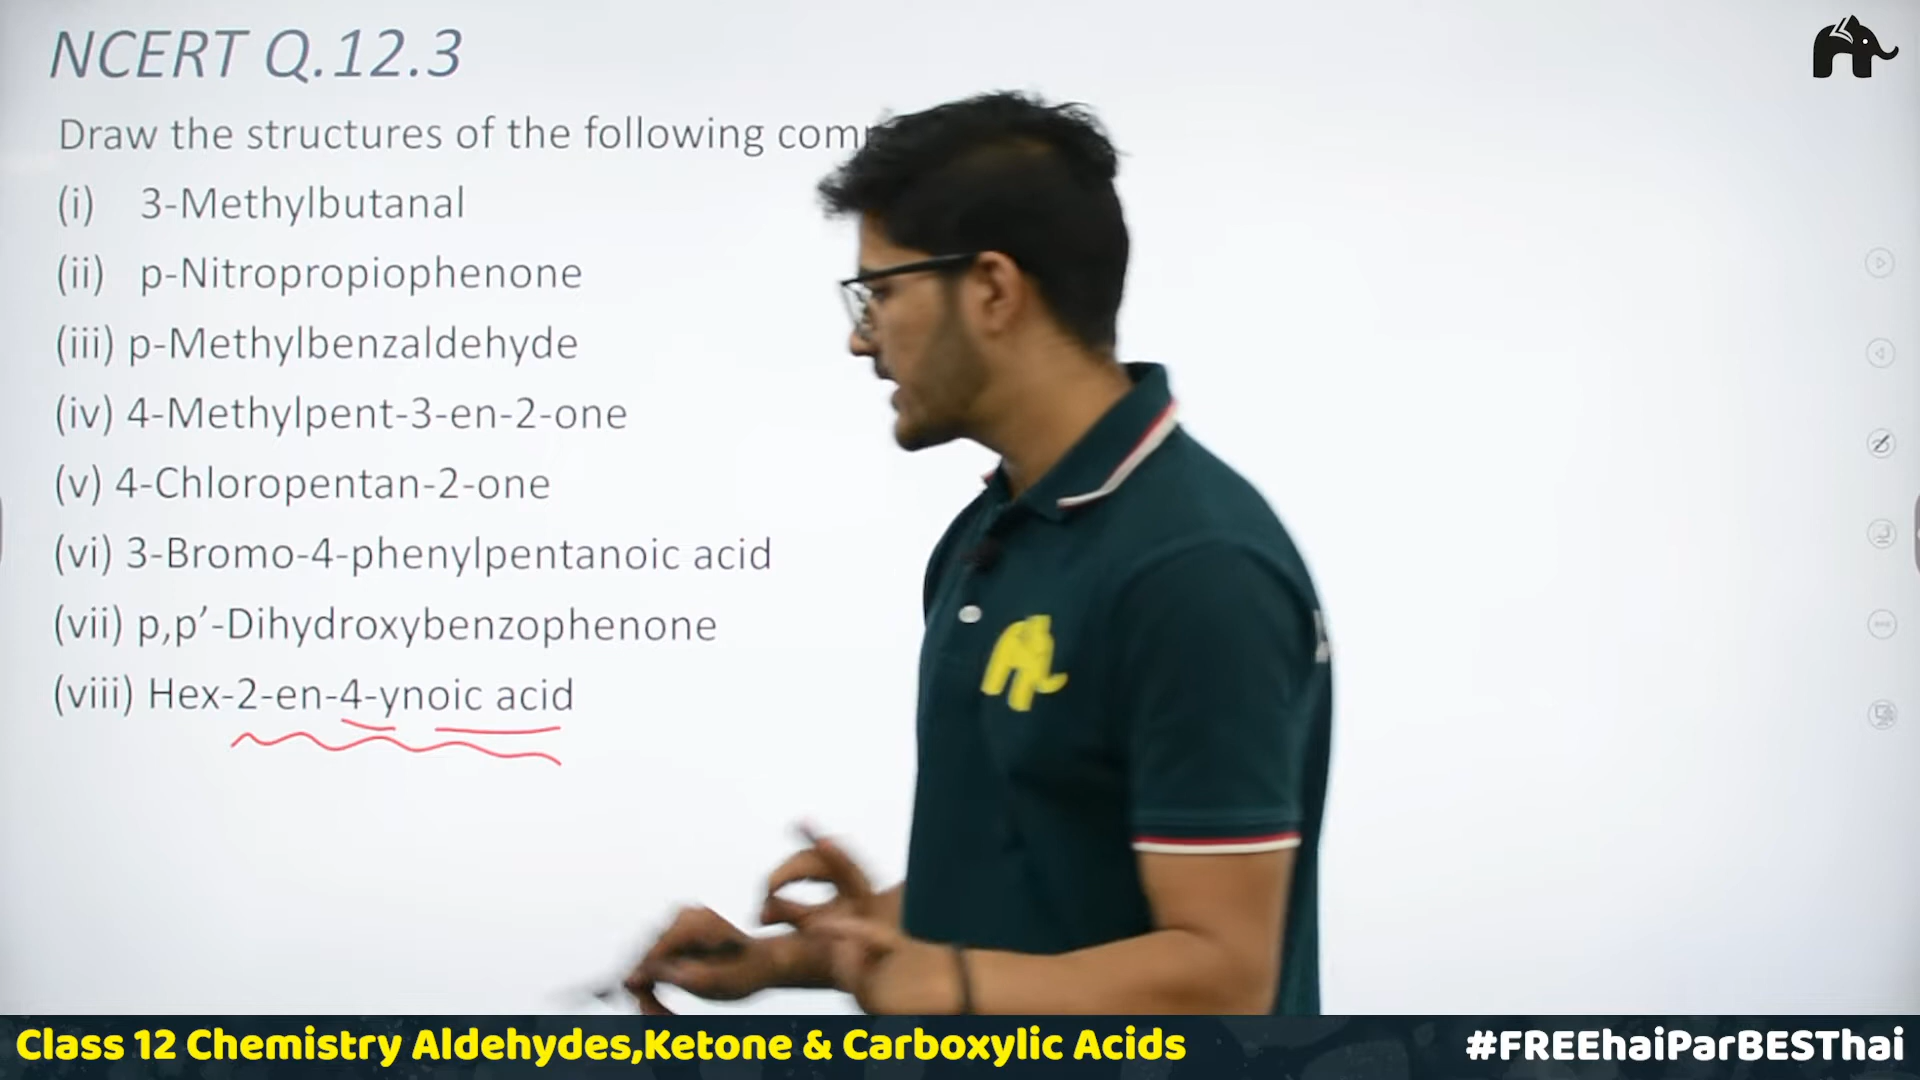 NCERT Q.12.3
Draw the structures of the following
(i) 3-Methylbutanal
(ii) p-Nitropropiophenone
(iii) p-Methylbenzaldehyde
(iv) 4-Methylpent-3-en-2-one
(v) 4-Chloropentan-2-one
(vi) 3-Bromo-4-phenylpentanoic acid
(vii) p,p’-Dihydroxybenzophenone
(viii) Hex-2-en-4-ynoic acid
Class 12 Chemistry Aldehydes,Ketone & Carboxylic Acids
#FREEhaiParBESThai